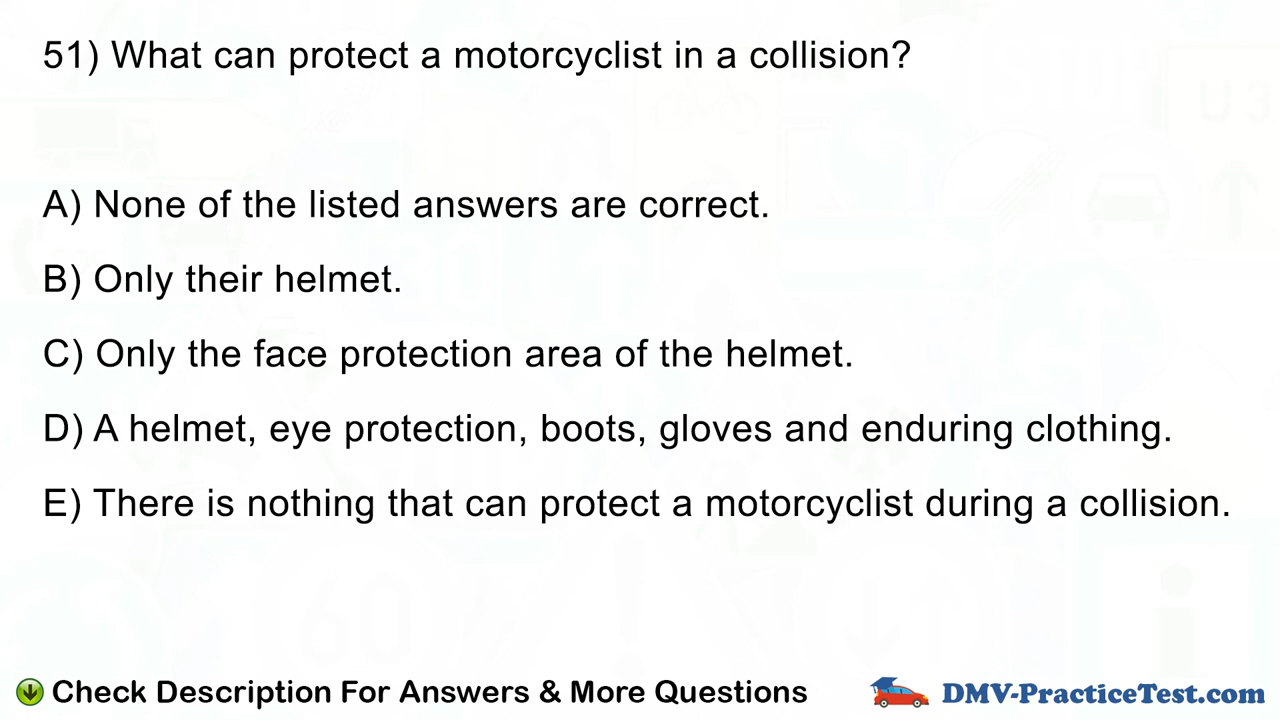 51) What can protect a motorcyclist in a collision?
A) None of the listed answers are correct.
B) Only their helmet.
C) Only the face protection area of the helmet.
D) A helmet, eye protection, boots, gloves and enduring clothing.
E) There is nothing that can protect a motorcyclist during a collision.
Check Description For Answers & More Questions
DMV-PracticeTest.com